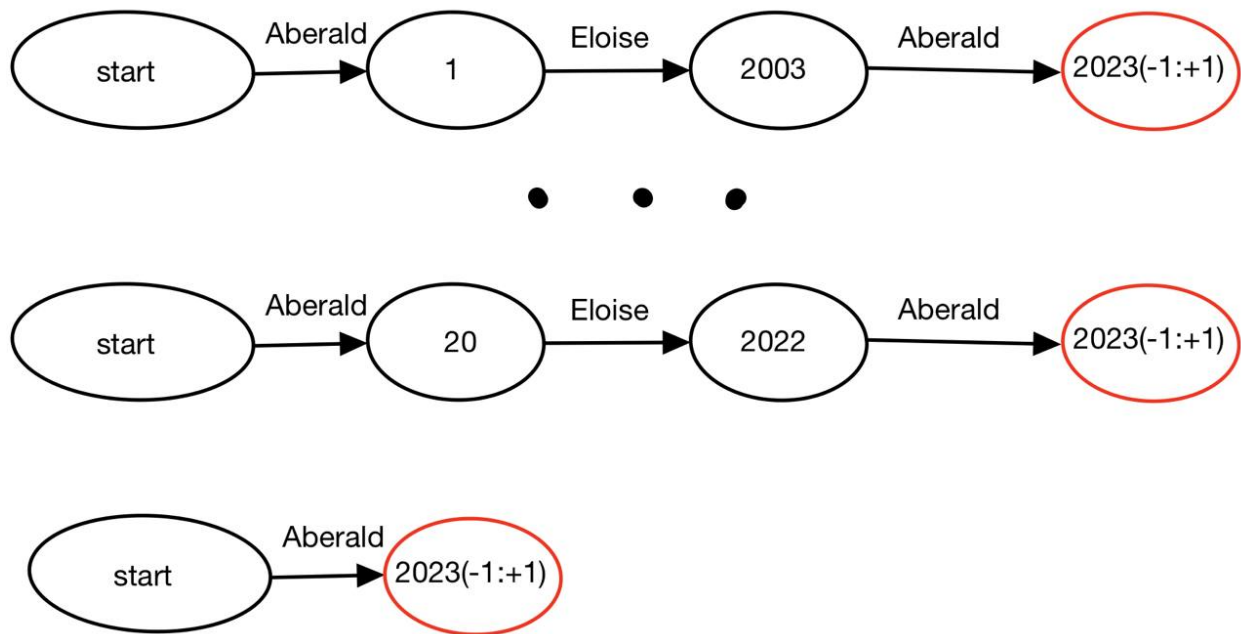 Aberald Eloise Aberald
start 1 2003 2023(-1:+1)
Aberald Eloise Aberald
start 20 2022 2023(-1:+1)
Aberald
start 2023(-1:+1)